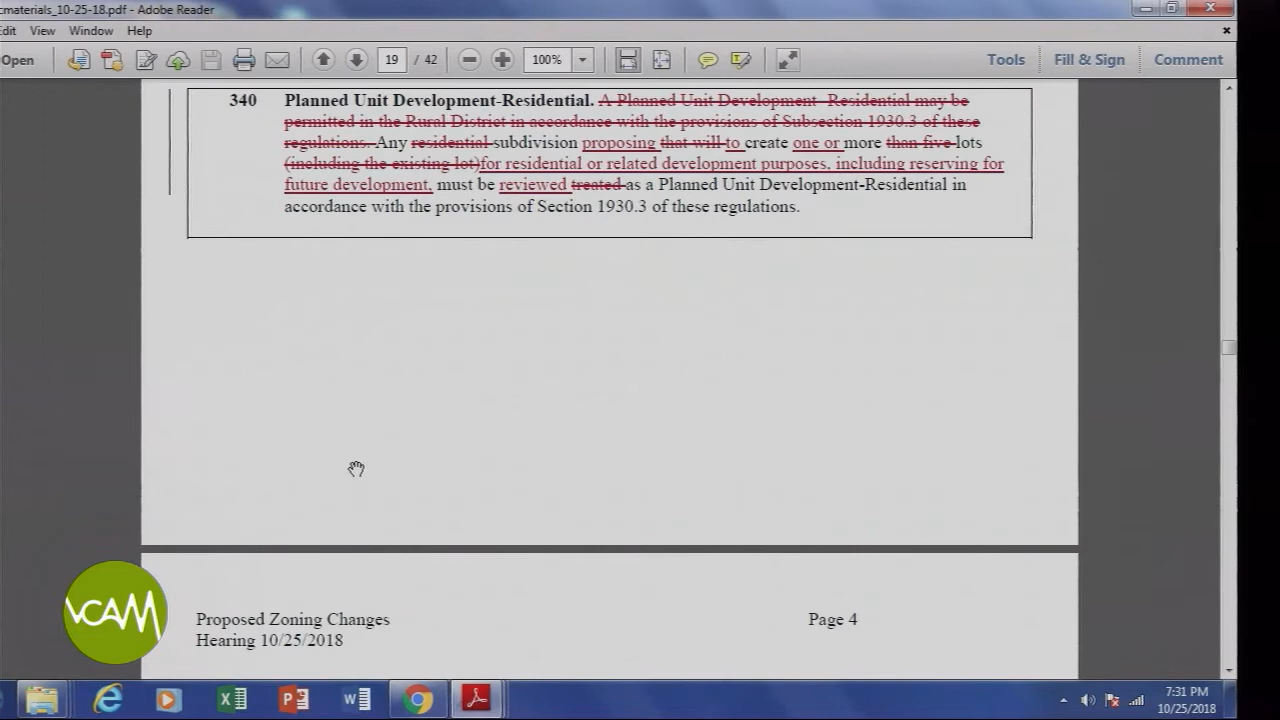 cmaterials_10-25-18.pdf - Adobe Reader
Edit View Window Help
Open 19 / 42 100% Tools Fill & Sign Comment
340 Planned Unit Development-Residential. A Planned Unit Development -Residential may be
permitted in the Rural District in accordance with the provisions of Subsection 1930.3 of these
regulations. Any residential subdivision proposing that will to create one or more than five lots
(including the existing lot)for residential or related development purposes, including reserving for
future development, must be reviewed treated as a Planned Unit Development-Residential in
accordance with the provisions of Section 1930.3 of these regulations.
VCAM
Proposed Zoning Changes Page 4
Hearing 10/25/2018
7:31 PM
10/25/2018